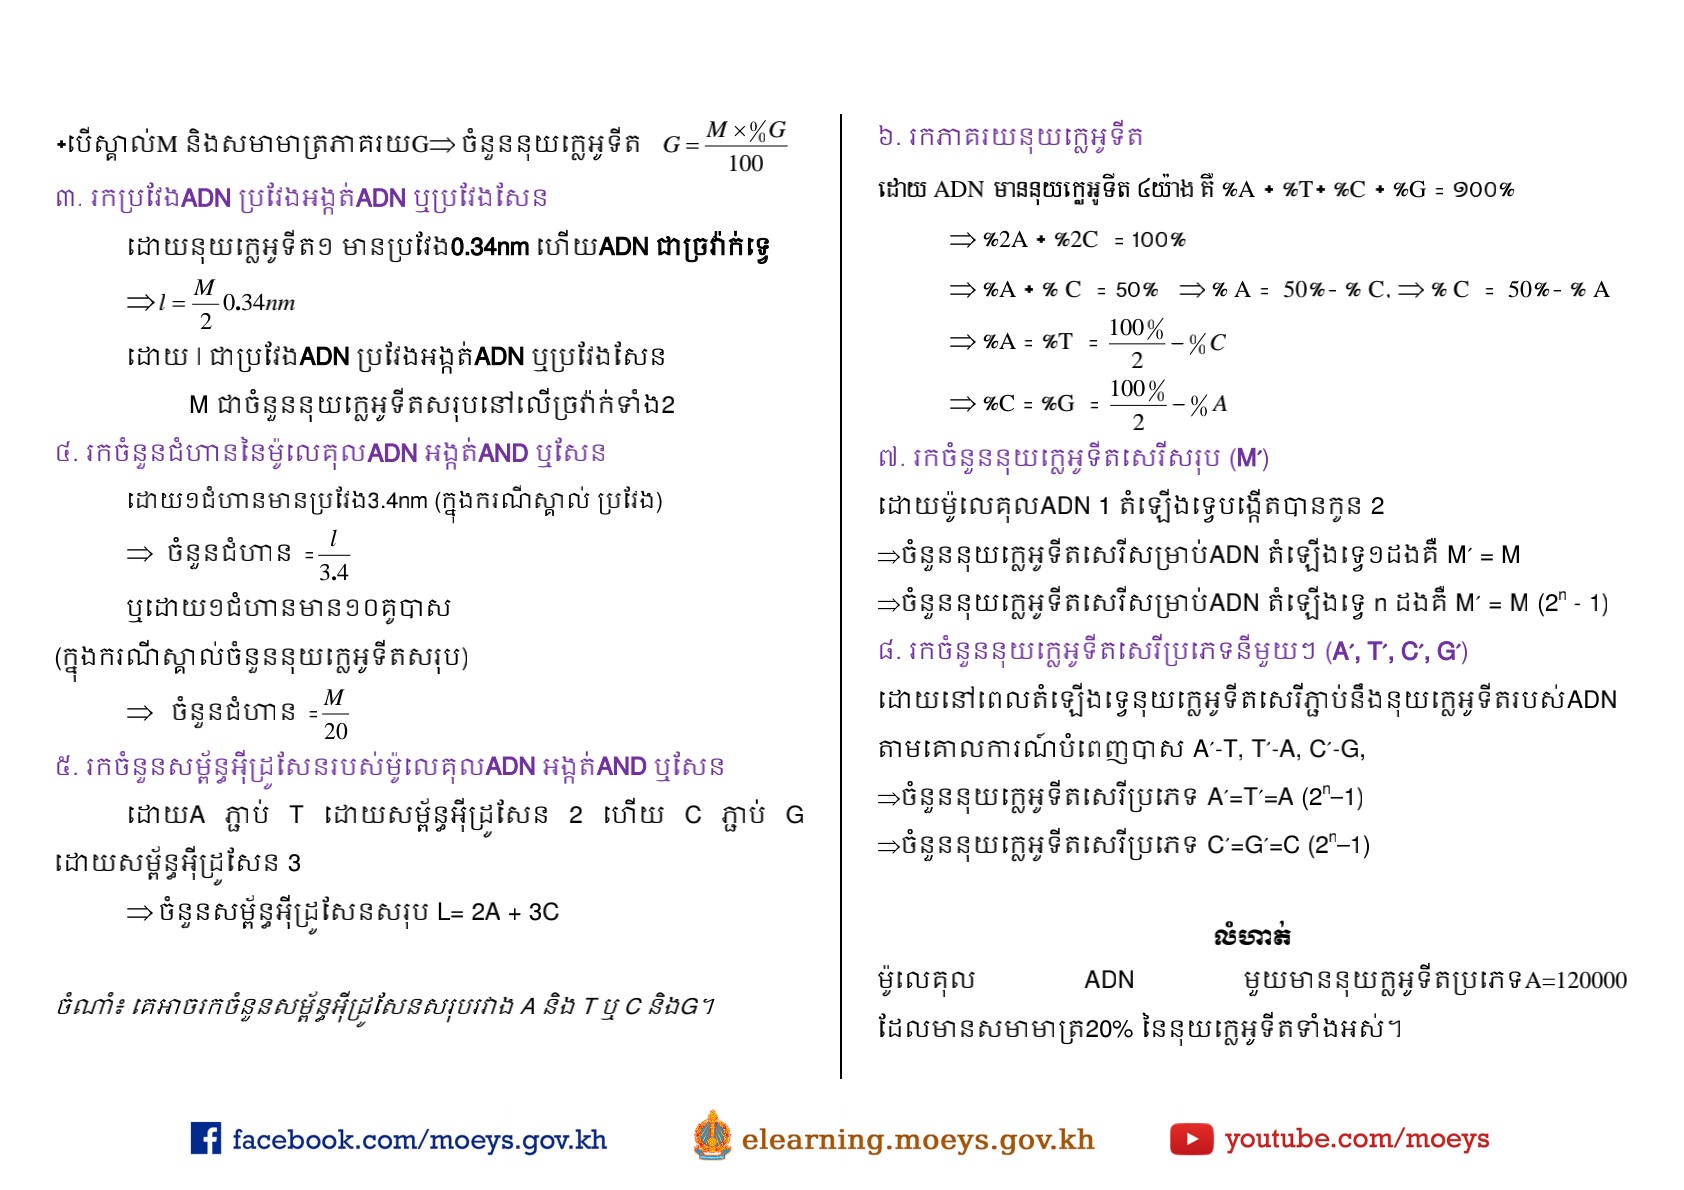 +បើស្គាល់M និងសមាមាត្រភាគរយG⇒ ចំនួននុយក្លេអូទីត G = M × %G / 100
៣. រកប្រវែងADN ប្រវែងអង្កត់ADN ឬប្រវែងសែន
ដោយនុយក្លេអូទីត១ មានប្រវែង0.34nm ហើយADN ជាច្រវ៉ាក់ទ្វេ
⇒ l = M/2 0.34nm
ដោយ l ជាប្រវែងADN ប្រវែងអង្កត់ADN ឬប្រវែងសែន
M ជាចំនួននុយក្លេអូទីតសរុបនៅលើច្រវ៉ាក់ទាំង2
៤. រកចំនួនជំហាននៃម៉ូលេគុលADN អង្កត់AND ឬសែន
ដោយ១ជំហានមានប្រវែង3.4nm (ក្នុងករណីស្គាល់ ប្រវែង)
⇒ ចំនួនជំហាន = l/3.4
ឬដោយ១ជំហានមាន១០គូបាស
(ក្នុងករណីស្គាល់ចំនួននុយក្លេអូទីតសរុប)
⇒ ចំនួនជំហាន = M/20
៥. រកចំនួនសម្ព័ន្ធអ៊ីដ្រូសែនរបស់ម៉ូលេគុលADN អង្កត់AND ឬសែន
ដោយA ភ្ជាប់ T ដោយសម្ព័ន្ធអ៊ីដ្រូសែន 2 ហើយ C ភ្ជាប់ G
ដោយសម្ព័ន្ធអ៊ីដ្រូសែន 3
⇒ ចំនួនសម្ព័ន្ធអ៊ីដ្រូសែនសរុប L= 2A + 3C
ចំណាំ៖ គេអាចរកចំនួនសម្ព័ន្ធអ៊ីដ្រូសែនសរុបរវាង A និង T ឬ C និងG។
៦. រកភាគរយនុយក្លេអូទីត
ដោយ ADN មាននុយក្លេអូទីត ៤យ៉ាង គឺ %A + %T+ %C + %G = ១00%
⇒ %2A + %2C = 100%
⇒ %A + % C = 50% ⇒ % A = 50%- % C, ⇒ % C = 50%- % A
⇒ %A = %T = 100%/2 − %C
⇒ %C = %G = 100%/2 − %A
៧. រកចំនួននុយក្លេអូទីតសេរីសរុប (M′)
ដោយម៉ូលេគុលADN 1 តំឡើងទ្វេបង្កើតបានកូន 2
⇒ចំនួននុយក្លេអូទីតសេរីសម្រាប់ADN តំឡើងទ្វេ១ដងគឺ M′ = M
⇒ចំនួននុយក្លេអូទីតសេរីសម្រាប់ADN តំឡើងទ្វេ n ដងគឺ M′ = M (2ⁿ - 1)
៨. រកចំនួននុយក្លេអូទីតសេរីប្រភេទនីមួយៗ (A′, T′, C′, G′)
ដោយនៅពេលតំឡើងទ្វេនុយក្លេអូទីតសេរីភ្ជាប់នឹងនុយក្លេអូទីតរបស់ADN
តាមគោលការណ៍បំពេញបាស A′-T, T′-A, C′-G,
⇒ចំនួននុយក្លេអូទីតសេរីប្រភេទ A′=T′=A (2ⁿ–1)
⇒ចំនួននុយក្លេអូទីតសេរីប្រភេទ C′=G′=C (2ⁿ–1)
លំហាត់
ម៉ូលេគុល ADN មួយមាននុយក្លេអូទីតប្រភេទA=120000
ដែលមានសមាមាត្រ20% នៃនុយក្លេអូទីតទាំងអស់។
facebook.com/moeys.gov.kh elearning.moeys.gov.kh youtube.com/moeys